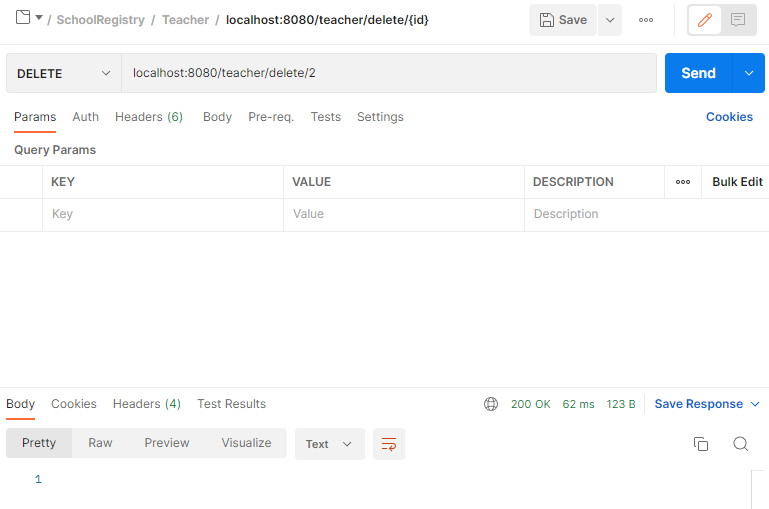 / SchoolRegistry / Teacher / localhost:8080/teacher/delete/{id} Save
DELETE localhost:8080/teacher/delete/2 Send
Params Auth Headers (6) Body Pre-req. Tests Settings Cookies
Query Params
KEY VALUE DESCRIPTION Bulk Edit
Key Value Description
Body Cookies Headers (4) Test Results 200 OK 62 ms 123 B Save Response
Pretty Raw Preview Visualize Text
1